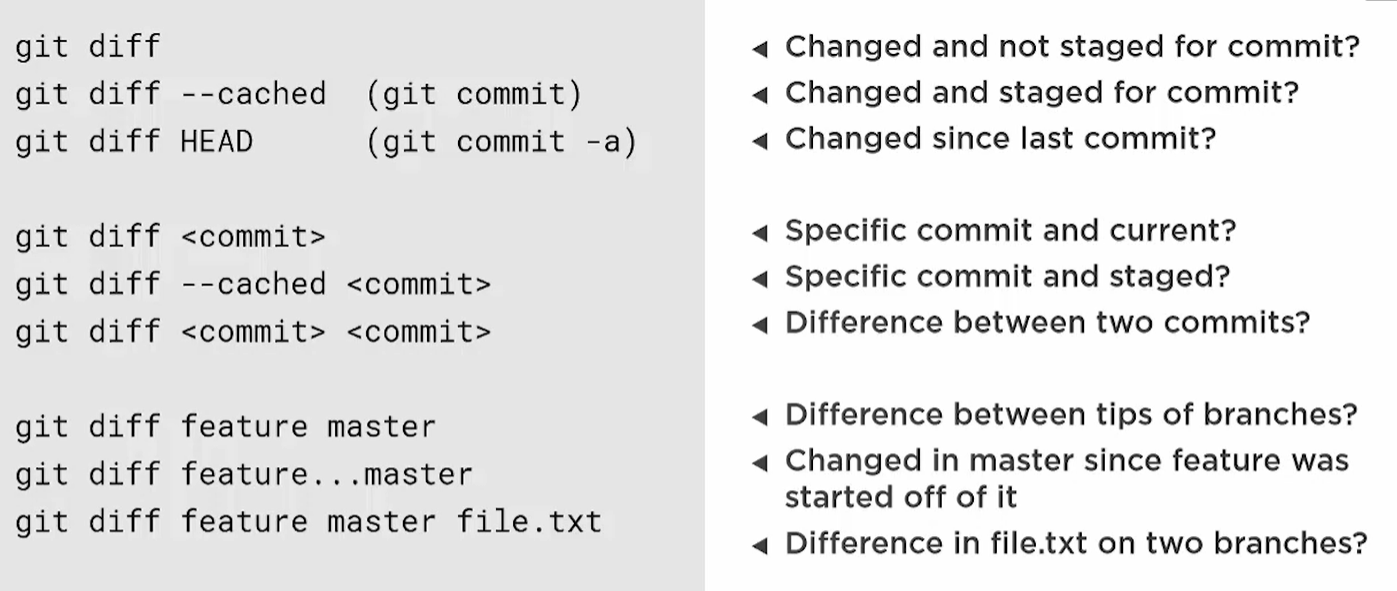 git diff
◄ Changed and not staged for commit?
git diff --cached (git commit)
◄ Changed and staged for commit?
git diff HEAD (git commit -a)
◄ Changed since last commit?
git diff <commit>
◄ Specific commit and current?
git diff --cached <commit>
◄ Specific commit and staged?
git diff <commit> <commit>
◄ Difference between two commits?
git diff feature master
◄ Difference between tips of branches?
git diff feature...master
◄ Changed in master since feature was
started off of it
git diff feature master file.txt
◄ Difference in file.txt on two branches?